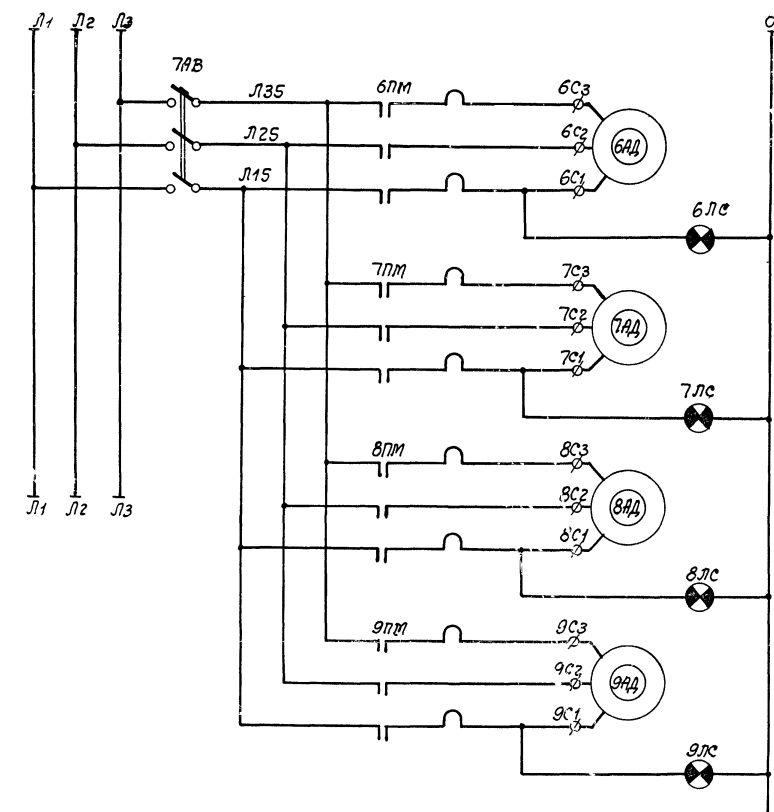 Л1 Л2 Л3 О
7АВ
Л35
6ПМ
6С3
Л25
6С2
6АД
Л15
6С1
6ЛС
7ПМ
7С3
7С2
7АД
7С1
7ЛС
8ПМ
8С3
8С2
8АД
Л1 Л2 Л3
8С1
8ЛС
9ПМ
9С3
9С2
9АД
9С1
9ЛС